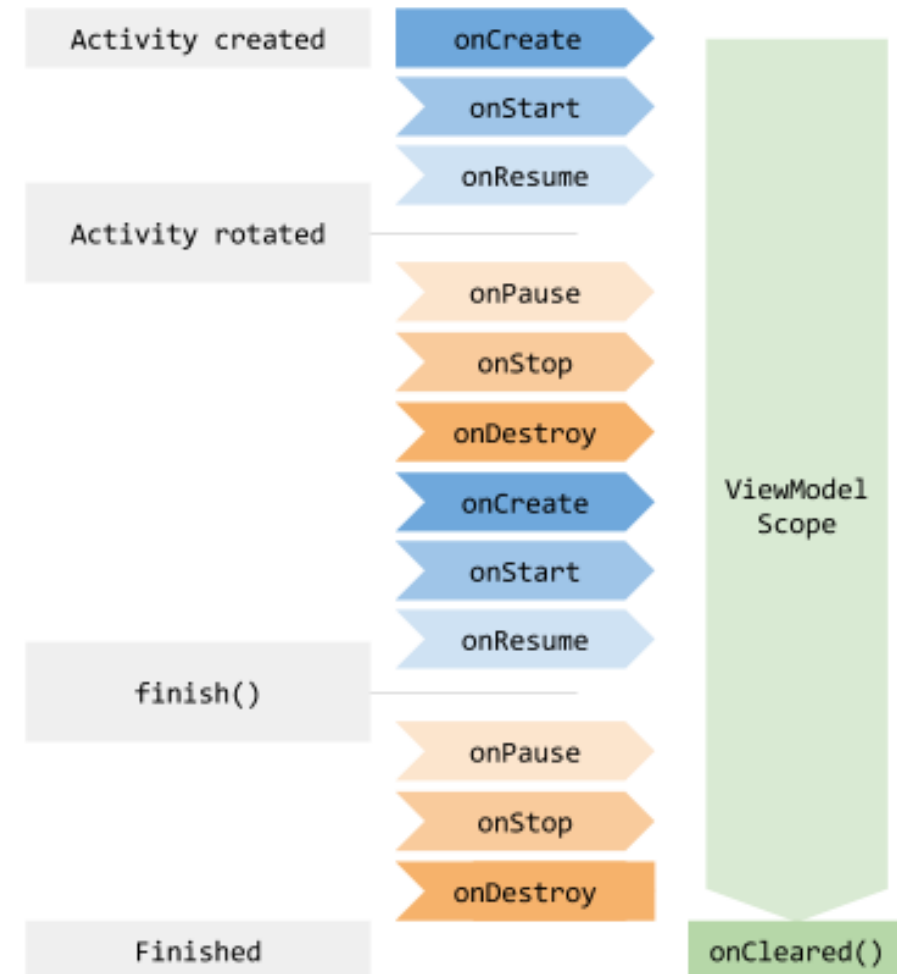 Activity created
onCreate
onStart
onResume
Activity rotated
onPause
onStop
onDestroy
onCreate
onStart
onResume
finish()
onPause
onStop
onDestroy
Finished
ViewModel
Scope
onCleared()